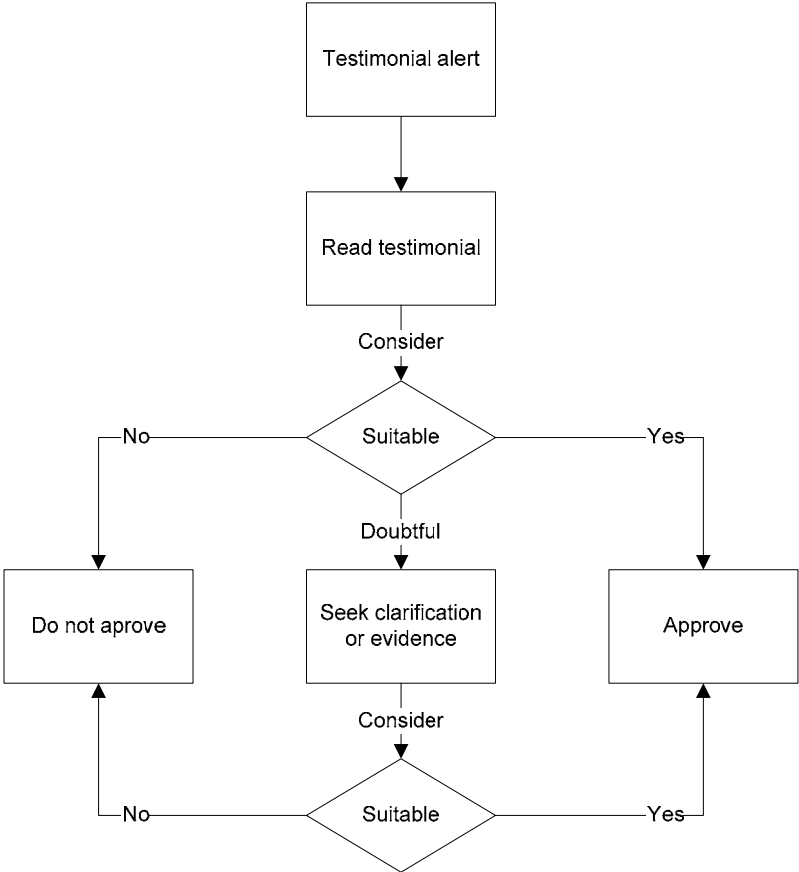 Testimonial alert
Read testimonial
Consider
Suitable
No
Yes
Doubtful
Do not aprove
Seek clarification
or evidence
Approve
Consider
Suitable
No
Yes